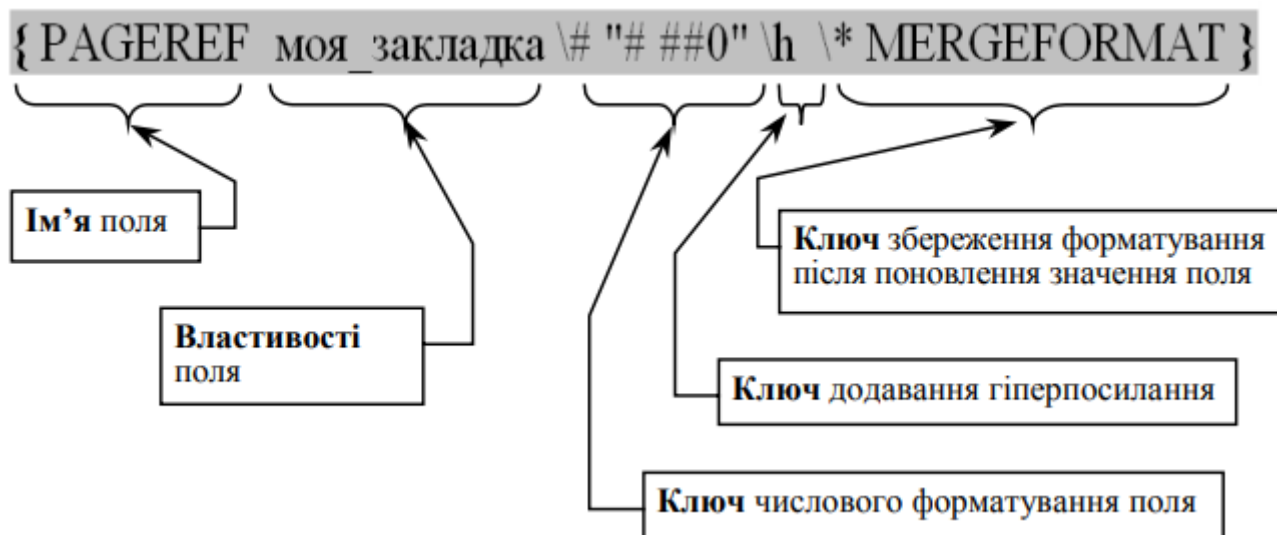 { PAGEREF моя_закладка \# "# ##0" \h \* MERGEFORMAT }
Ім’я поля
Ключ збереження форматування
після поновлення значення поля
Властивості
поля
Ключ додавання гіперпосилання
Ключ числового форматування поля